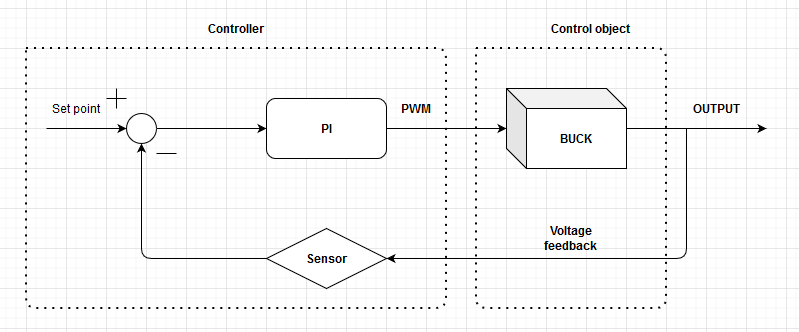 Controller
Control object
Set point
+
PI
PWM
BUCK
OUTPUT
—
Voltage
feedback
Sensor